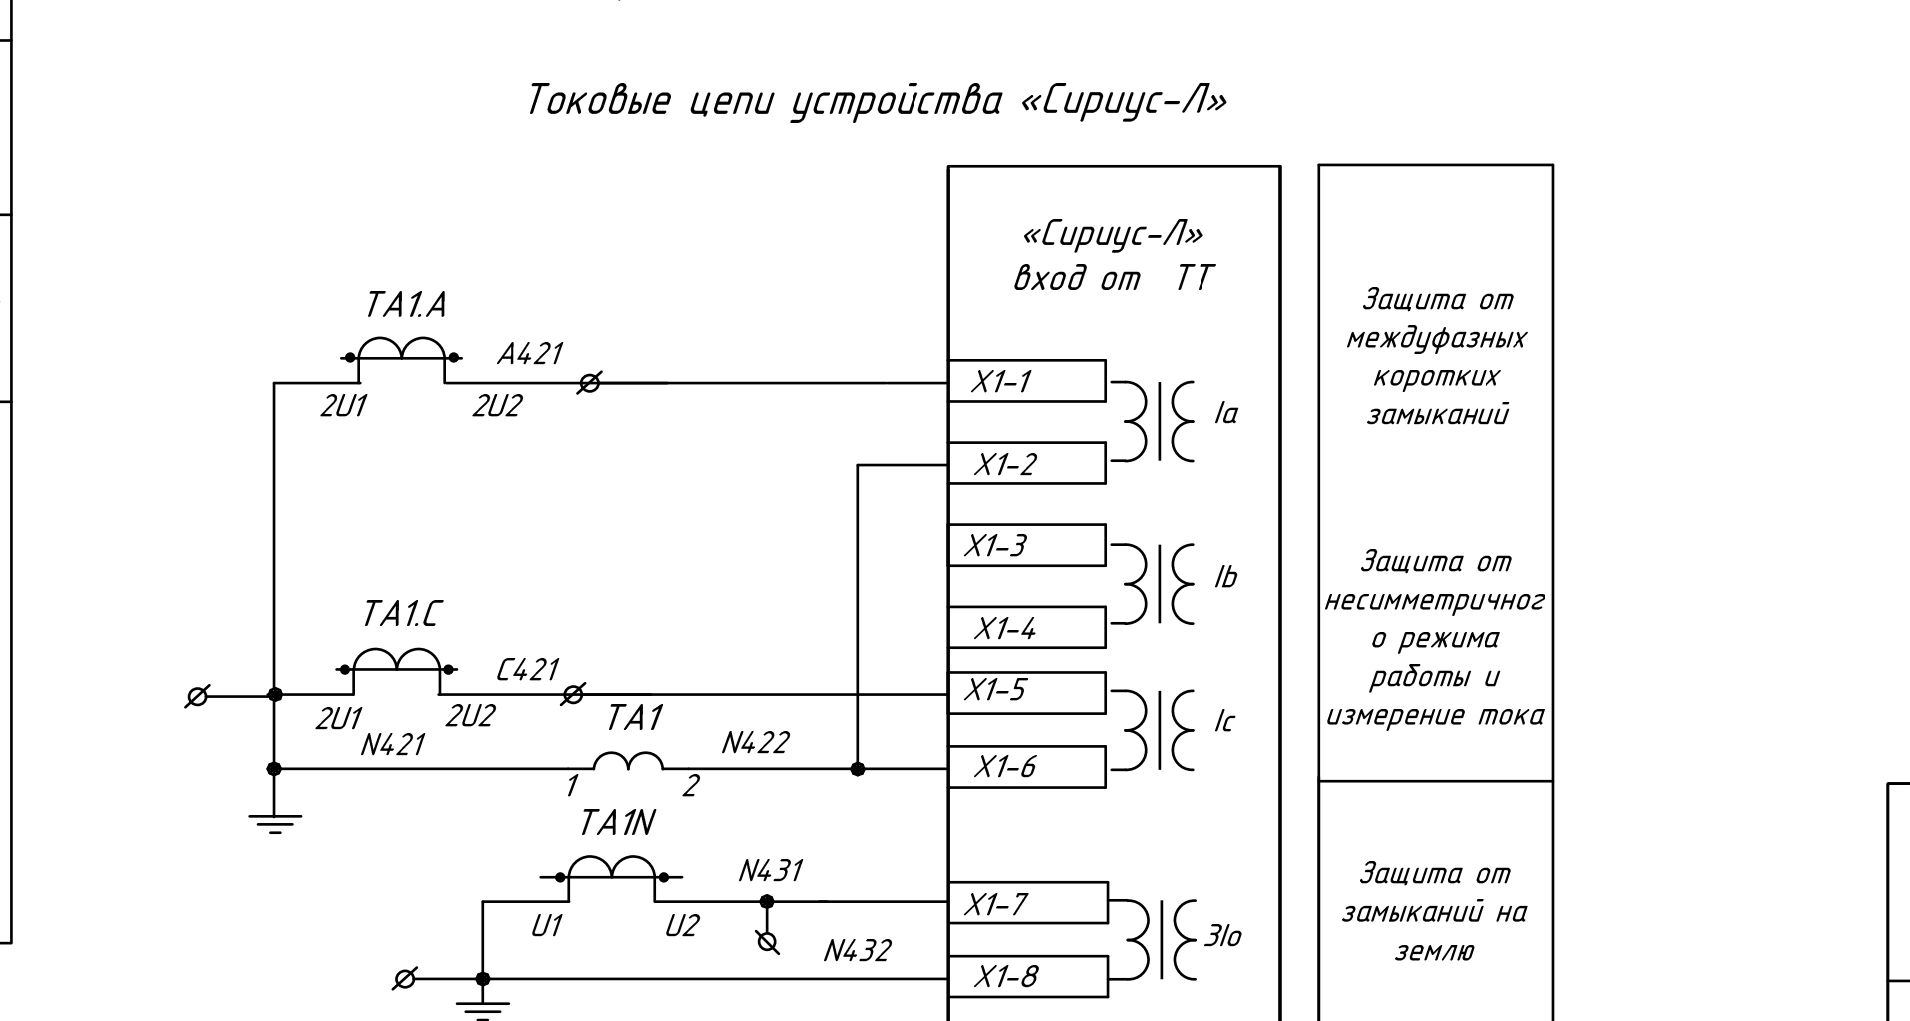 Токовые цепи устройства «Сириус-Л»
«Сириус-Л»
вход от ТТ
TA1.A
A421
2U1
2U2
X1-1
X1-2
Ia
X1-3
X1-4
Ib
TA1.C
C421
2U1
2U2
TA1
N421
N422
1
2
X1-5
X1-6
Ic
TA1N
N431
U1
U2
N432
X1-7
X1-8
3Io
Защита от
междуфазных
коротких
замыканий
Защита от
несимметричног
о режима
работы и
измерение тока
Защита от
замыканий на
землю